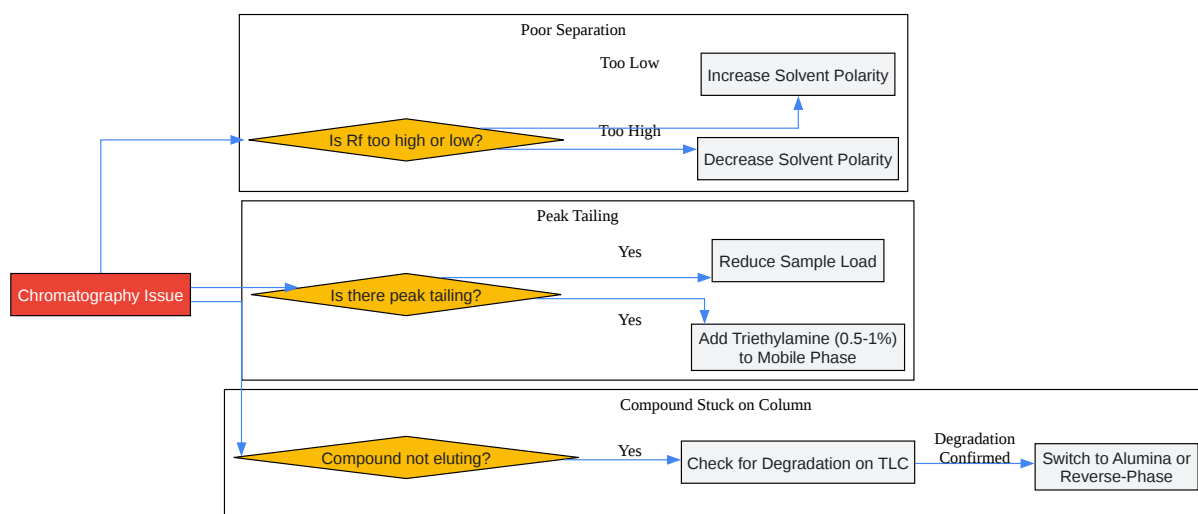 Poor Separation
Too Low
Increase Solvent Polarity
Is Rf too high or low?
Too High
Decrease Solvent Polarity
Peak Tailing
Yes
Reduce Sample Load
Chromatography Issue
Is there peak tailing?
Yes
Add Triethylamine (0.5-1%)
to Mobile Phase
Compound Stuck on Column
Compound not eluting?
Yes
Check for Degradation on TLC
Degradation
Confirmed
Switch to Alumina or
Reverse-Phase